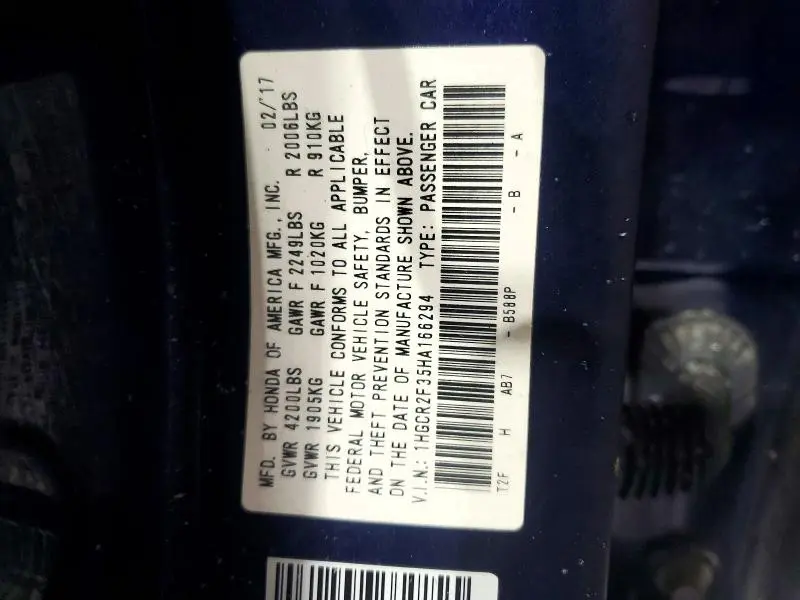 MFD. BY HONDA OF AMERICA MFG., INC. 02/'17
GVWR 4200LBS GAWR F 2249LBS R 2006LBS
GVWR 1905KG GAWR F 1020KG R 910KG
THIS VEHICLE CONFORMS TO ALL APPLICABLE
FEDERAL MOTOR VEHICLE SAFETY, BUMPER,
AND THEFT PREVENTION STANDARDS IN EFFECT
ON THE DATE OF MANUFACTURE SHOWN ABOVE.
V.I.N.: 1HGCR2F35HA166294 TYPE: PASSENGER CAR
T2F H AB7 - B588P - B - A